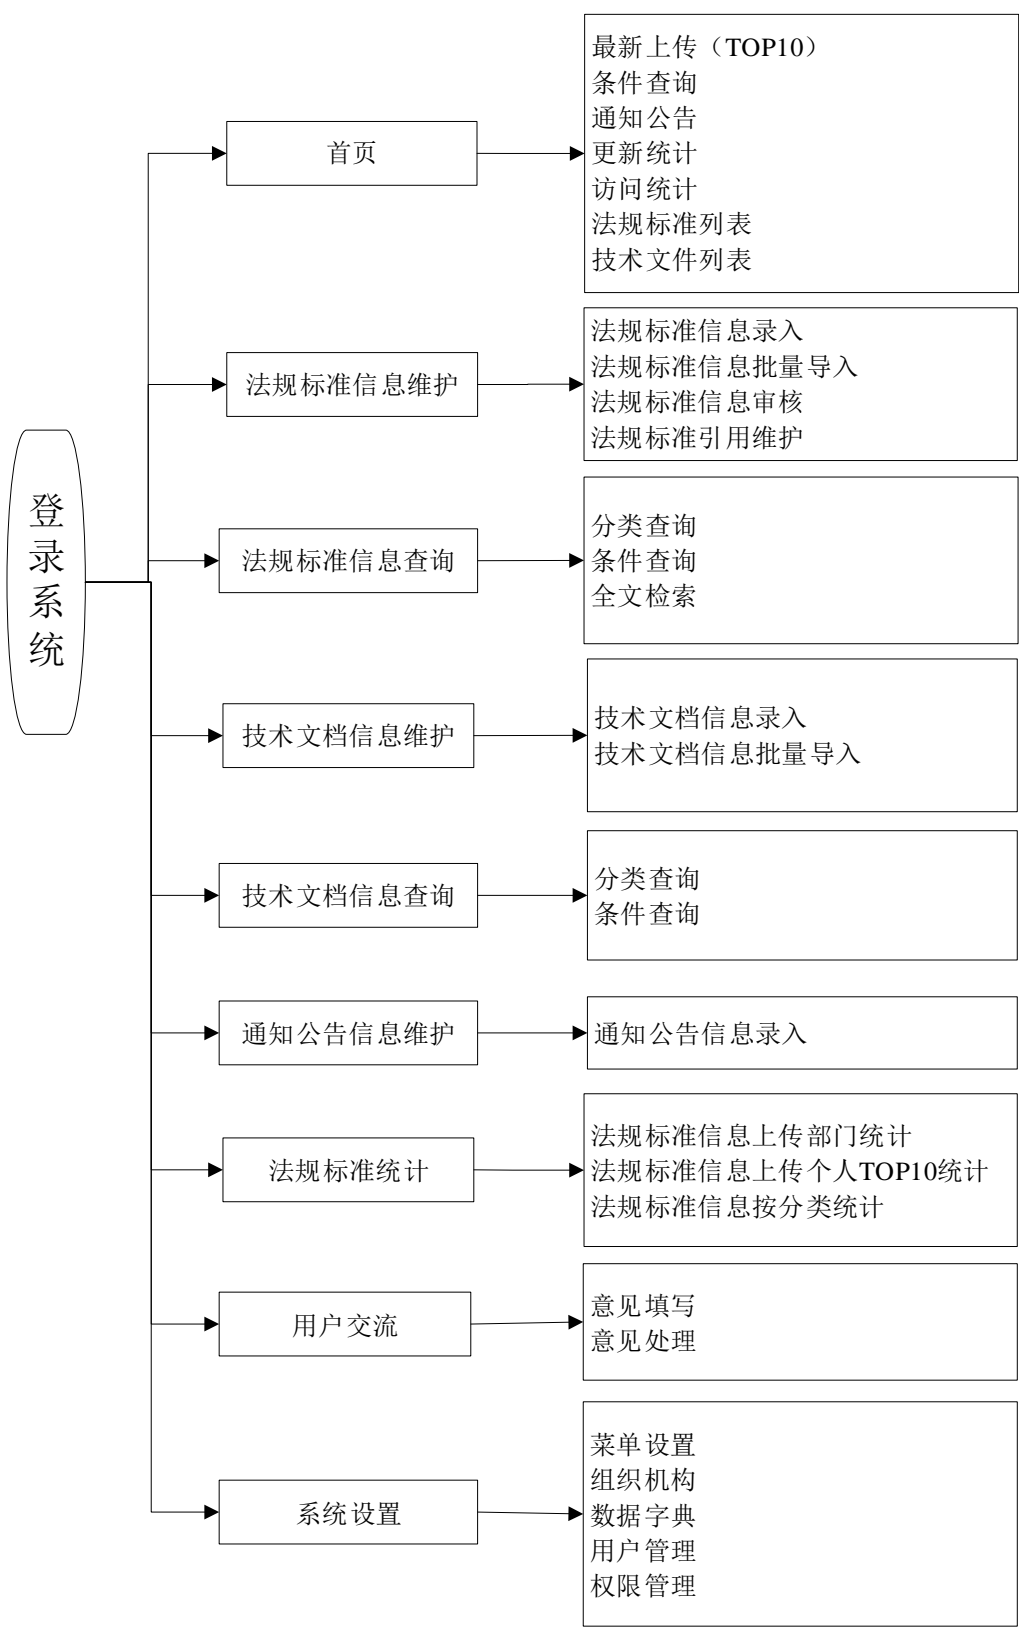 登录系统
首页
最新上传（TOP10）
条件查询
通知公告
更新统计
访问统计
法规标准列表
技术文件列表
法规标准信息维护
法规标准信息录入
法规标准信息批量导入
法规标准信息审核
法规标准引用维护
法规标准信息查询
分类查询
条件查询
全文检索
技术文档信息维护
技术文档信息录入
技术文档信息批量导入
技术文档信息查询
分类查询
条件查询
通知公告信息维护
通知公告信息录入
法规标准统计
法规标准信息上传部门统计
法规标准信息上传个人TOP10统计
法规标准信息按分类统计
用户交流
意见填写
意见处理
系统设置
菜单设置
组织机构
数据字典
用户管理
权限管理